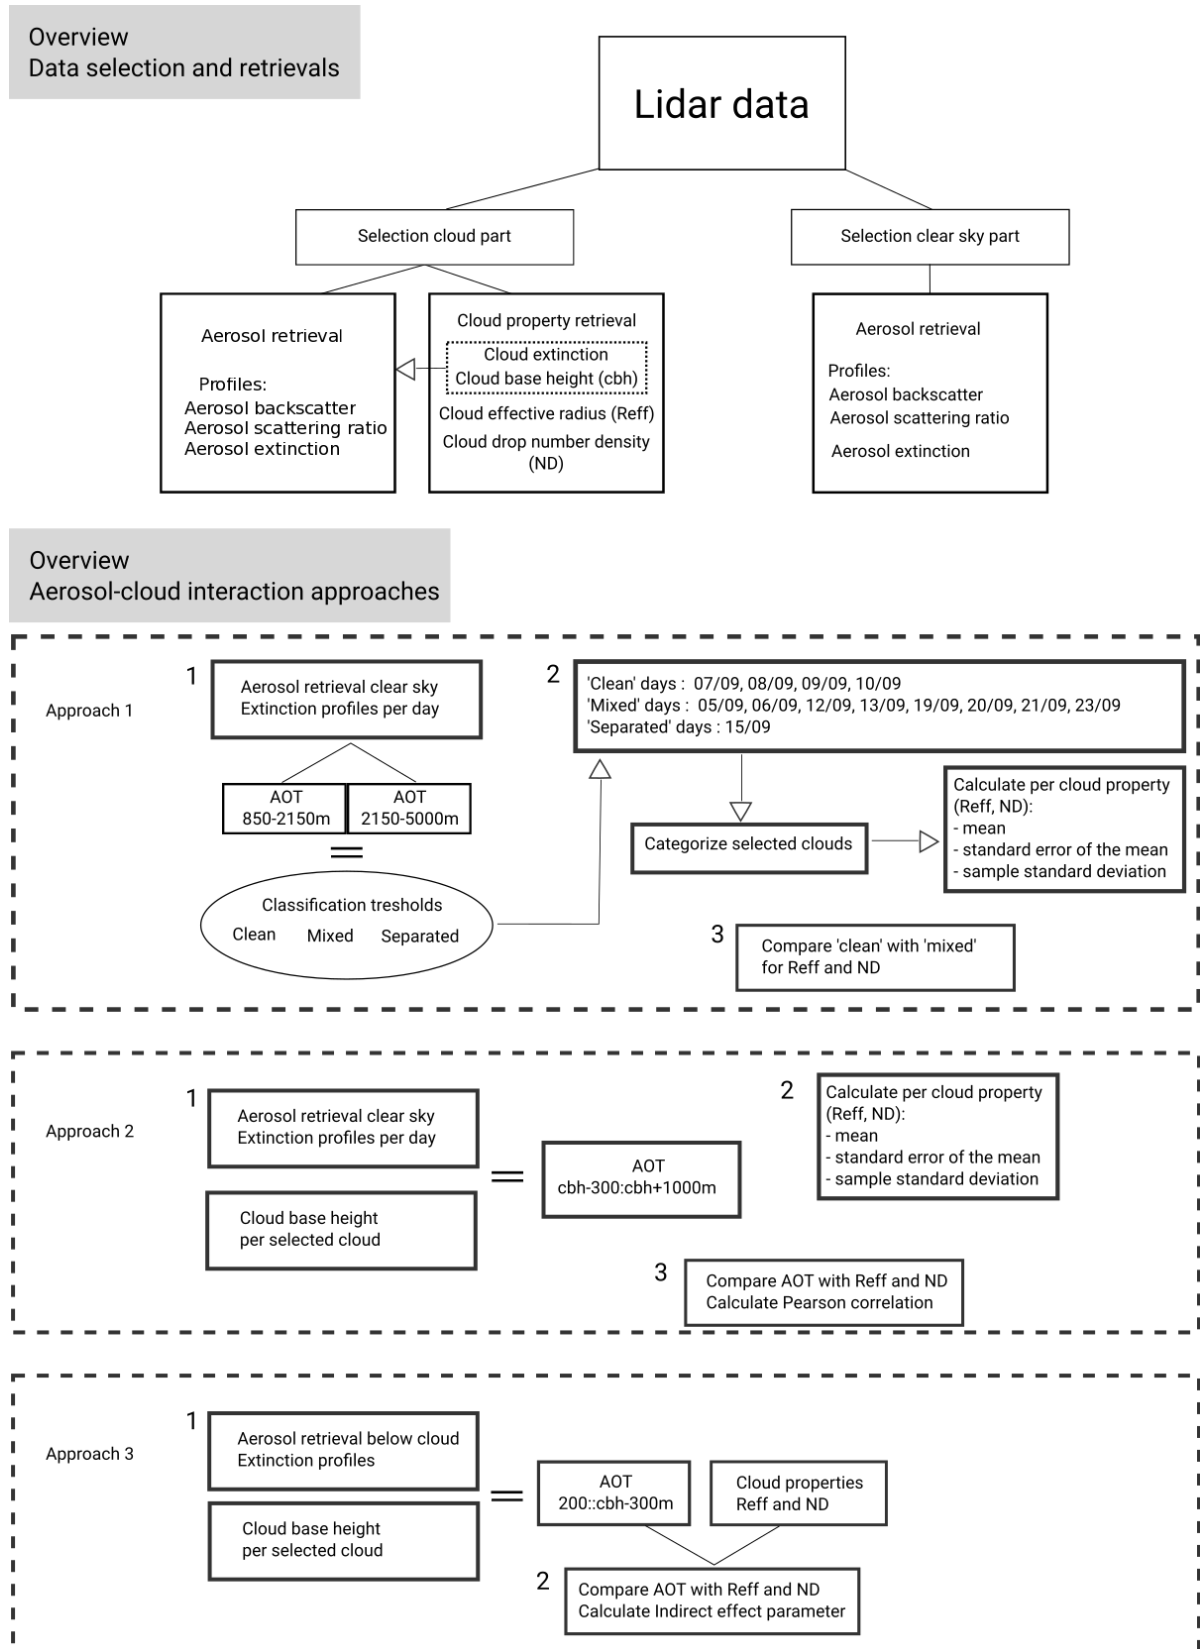 Overview
Data selection and retrievals
Lidar data
Selection cloud part
Selection clear sky part
Aerosol retrieval
Profiles:
Aerosol backscatter
Aerosol scattering ratio
Aerosol extinction
Cloud property retrieval
Cloud extinction
Cloud base height (cbh)
Cloud effective radius (Reff)
Cloud drop number density
(ND)
Aerosol retrieval
Profiles:
Aerosol backscatter
Aerosol scattering ratio
Aerosol extinction
Overview
Aerosol-cloud interaction approaches
Approach 1
1
Aerosol retrieval clear sky
Extinction profiles per day
AOT
850-2150m
AOT
2150-5000m
Classification tresholds
Clean Mixed Separated
2
'Clean' days : 07/09, 08/09, 09/09, 10/09
'Mixed' days : 05/09, 06/09, 12/09, 13/09, 19/09, 20/09, 21/09, 23/09
'Separated' days : 15/09
Categorize selected clouds
Calculate per cloud property
(Reff, ND):
- mean
- standard error of the mean
- sample standard deviation
3
Compare 'clean' with 'mixed'
for Reff and ND
Approach 2
1
Aerosol retrieval clear sky
Extinction profiles per day
Cloud base height
per selected cloud
AOT
cbh-300:cbh+1000m
2
Calculate per cloud property
(Reff, ND):
- mean
- standard error of the mean
- sample standard deviation
3
Compare AOT with Reff and ND
Calculate Pearson correlation
Approach 3
1
Aerosol retrieval below cloud
Extinction profiles
Cloud base height
per selected cloud
AOT
200::cbh-300m
Cloud properties
Reff and ND
2
Compare AOT with Reff and ND
Calculate Indirect effect parameter